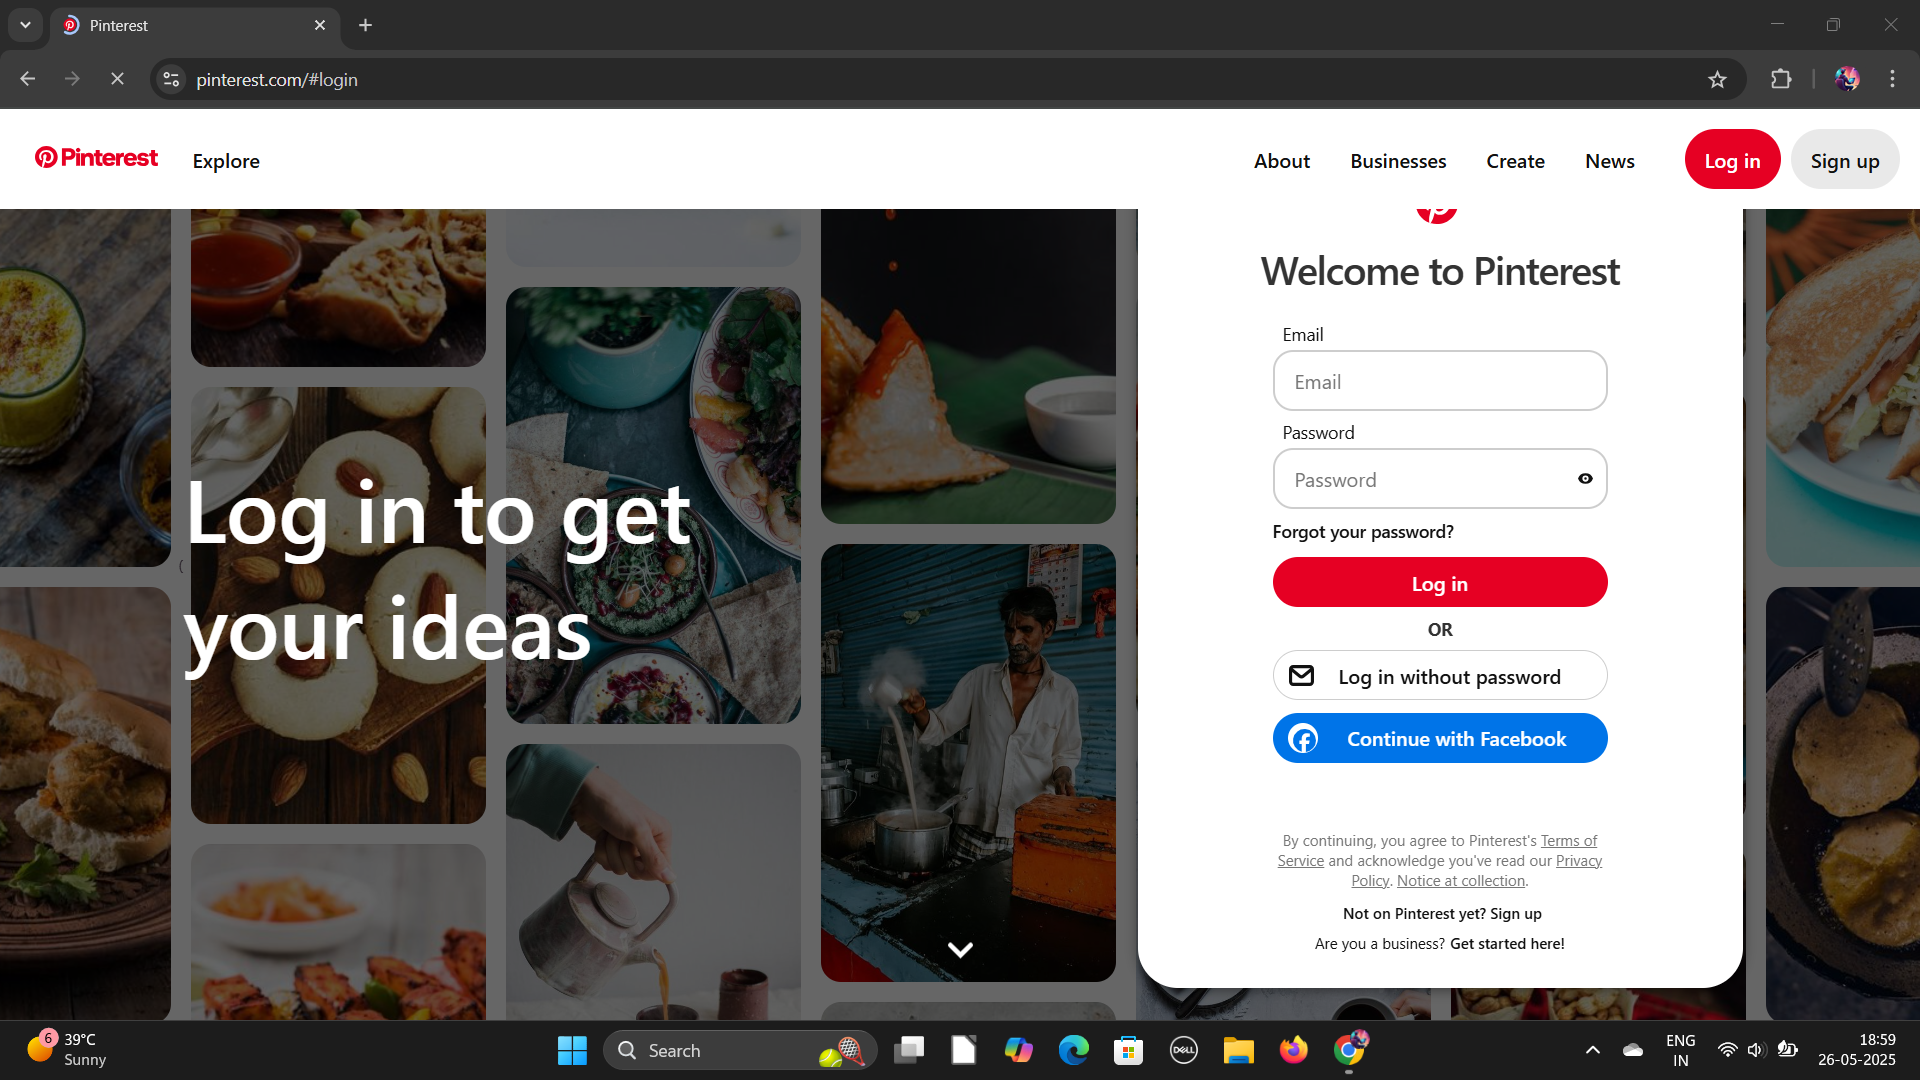 Pinterest
pinterest.com/#login
Pinterest
Explore
About
Businesses
Create
News
Log in
Sign up
Log in to get
your ideas
Welcome to Pinterest
Email
Email
Password
Password
Forgot your password?
Log in
OR
Log in without password
Continue with Facebook
By continuing, you agree to Pinterest's Terms of
Service and acknowledge you've read our Privacy
Policy. Notice at collection.
Not on Pinterest yet? Sign up
Are you a business? Get started here!
6
39°C
Sunny
Search
DELL
ENG
IN
18:59
26-05-2025